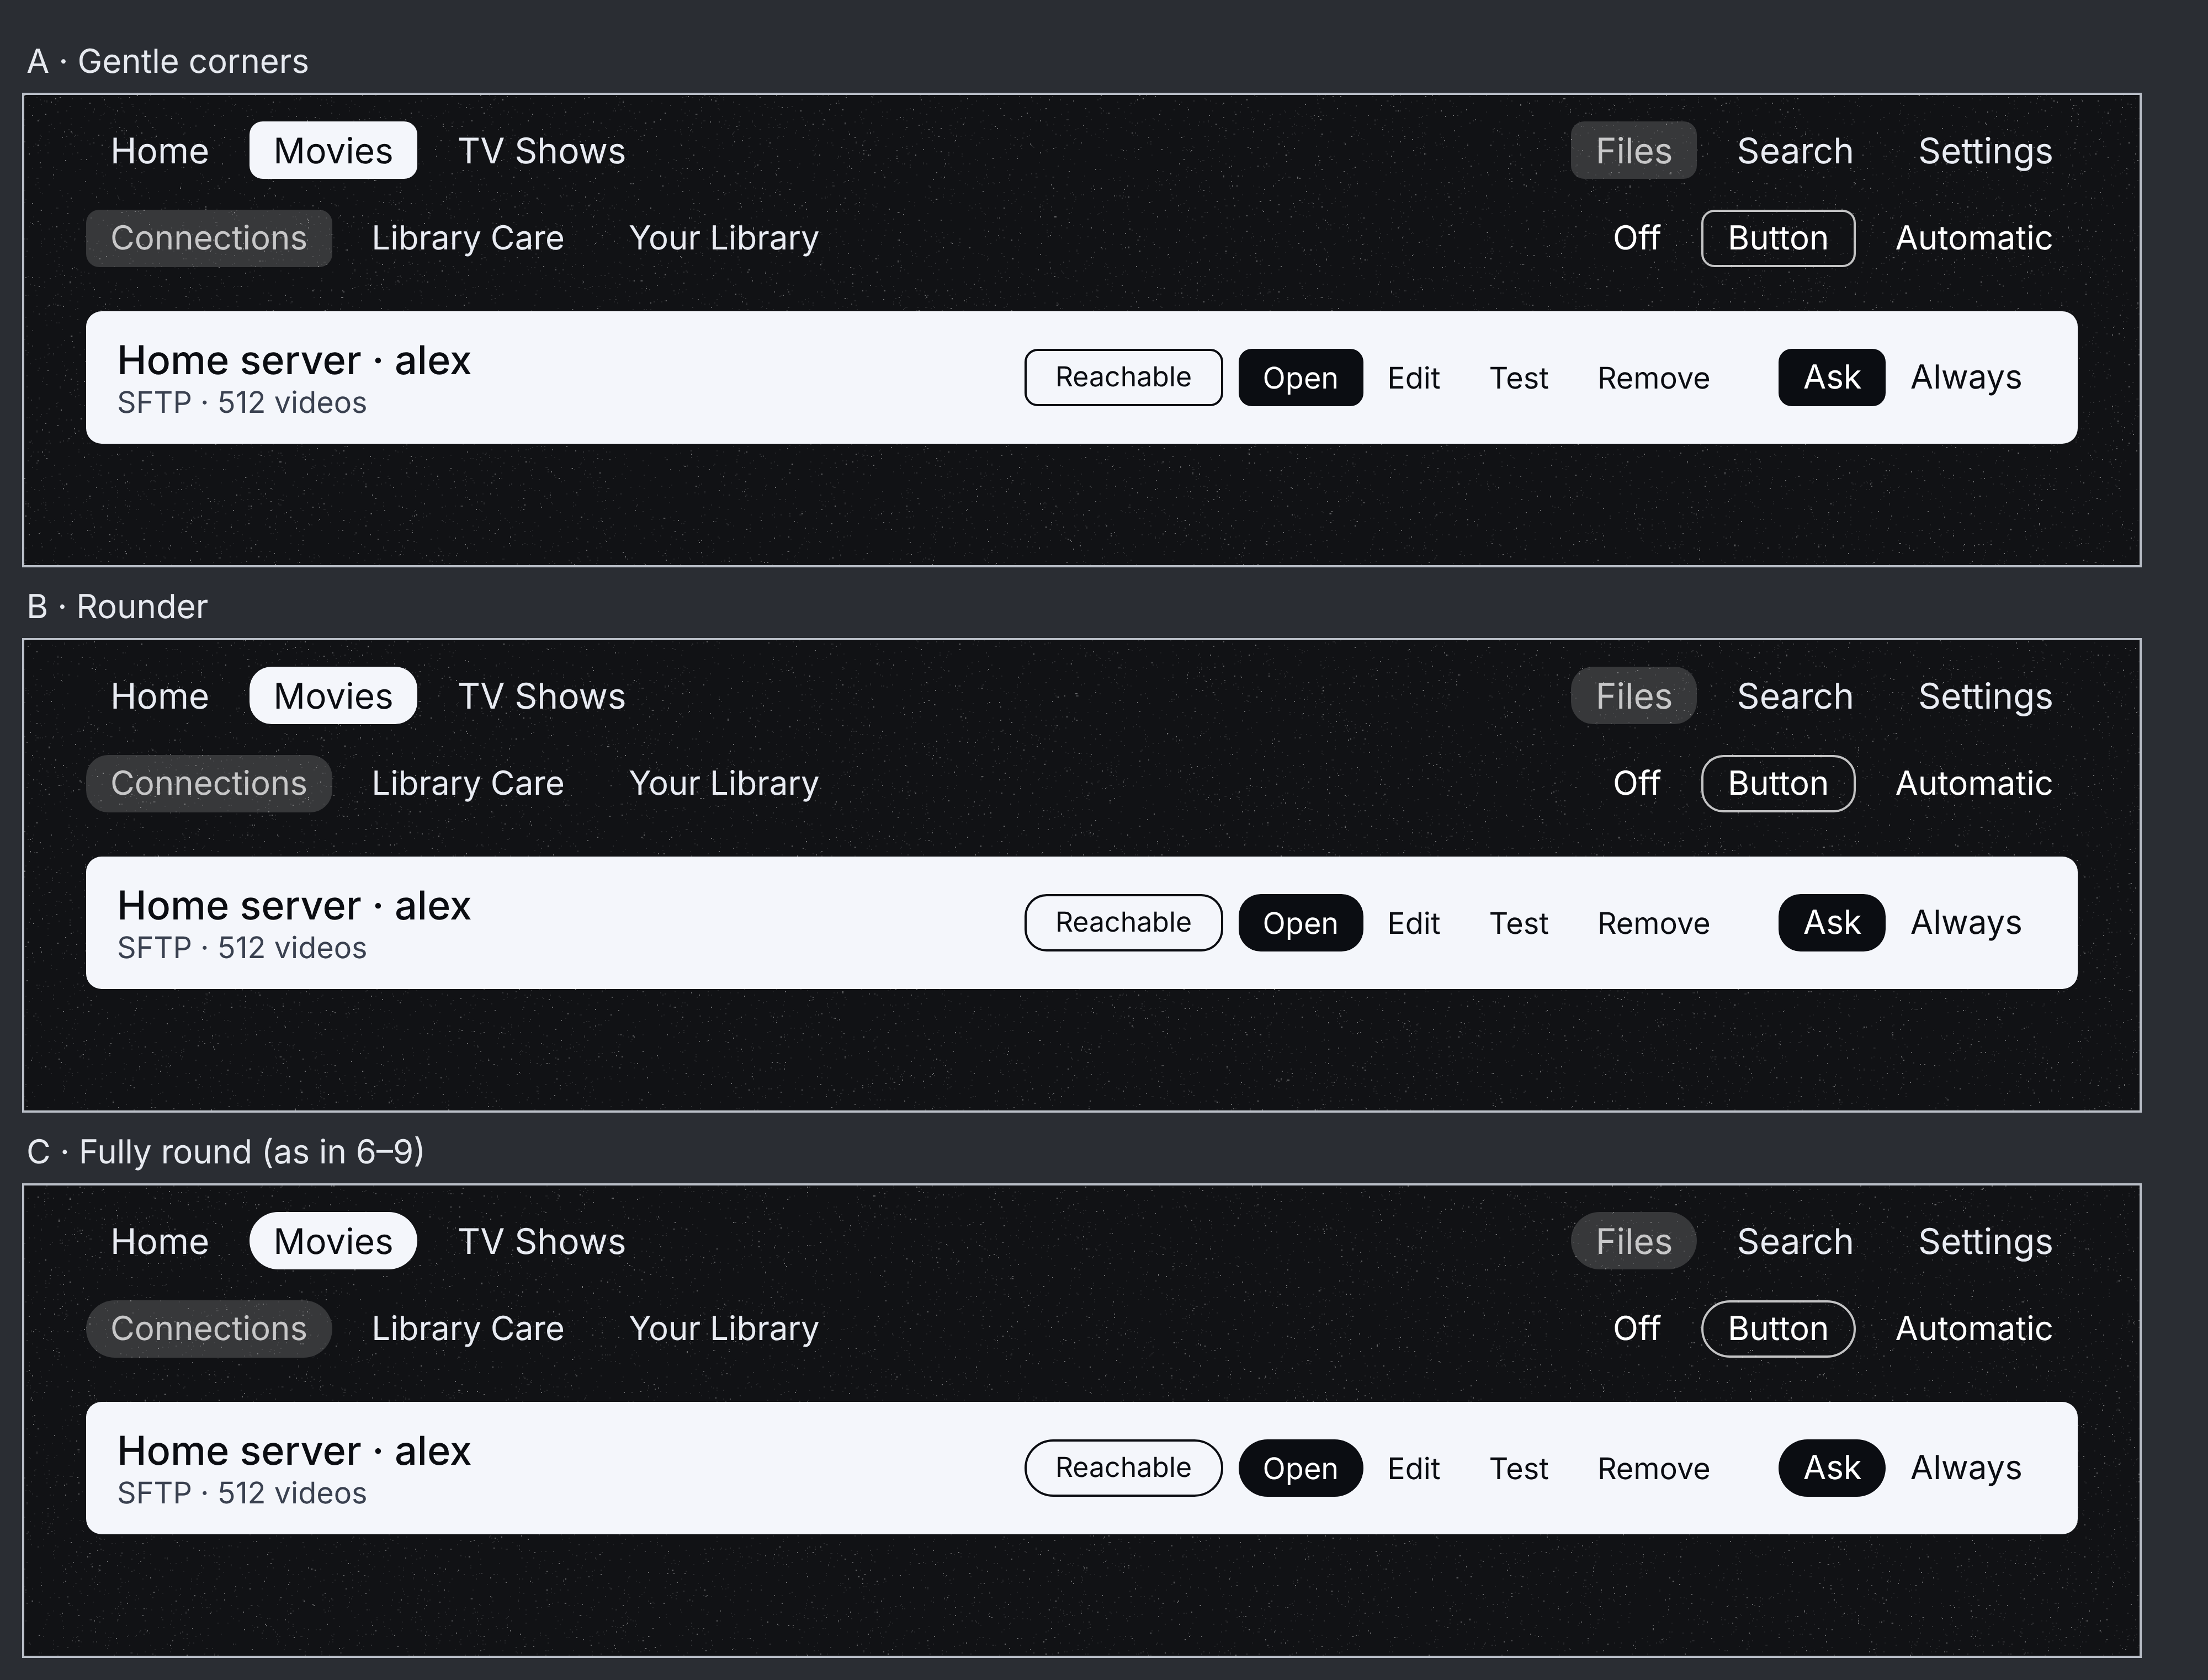 A · Gentle corners
Home Movies TV Shows Files Search Settings
Connections Library Care Your Library Off Button Automatic
Home server · alex
SFTP · 512 videos
Reachable Open Edit Test Remove Ask Always
B · Rounder
Home Movies TV Shows Files Search Settings
Connections Library Care Your Library Off Button Automatic
Home server · alex
SFTP · 512 videos
Reachable Open Edit Test Remove Ask Always
C · Fully round (as in 6–9)
Home Movies TV Shows Files Search Settings
Connections Library Care Your Library Off Button Automatic
Home server · alex
SFTP · 512 videos
Reachable Open Edit Test Remove Ask Always